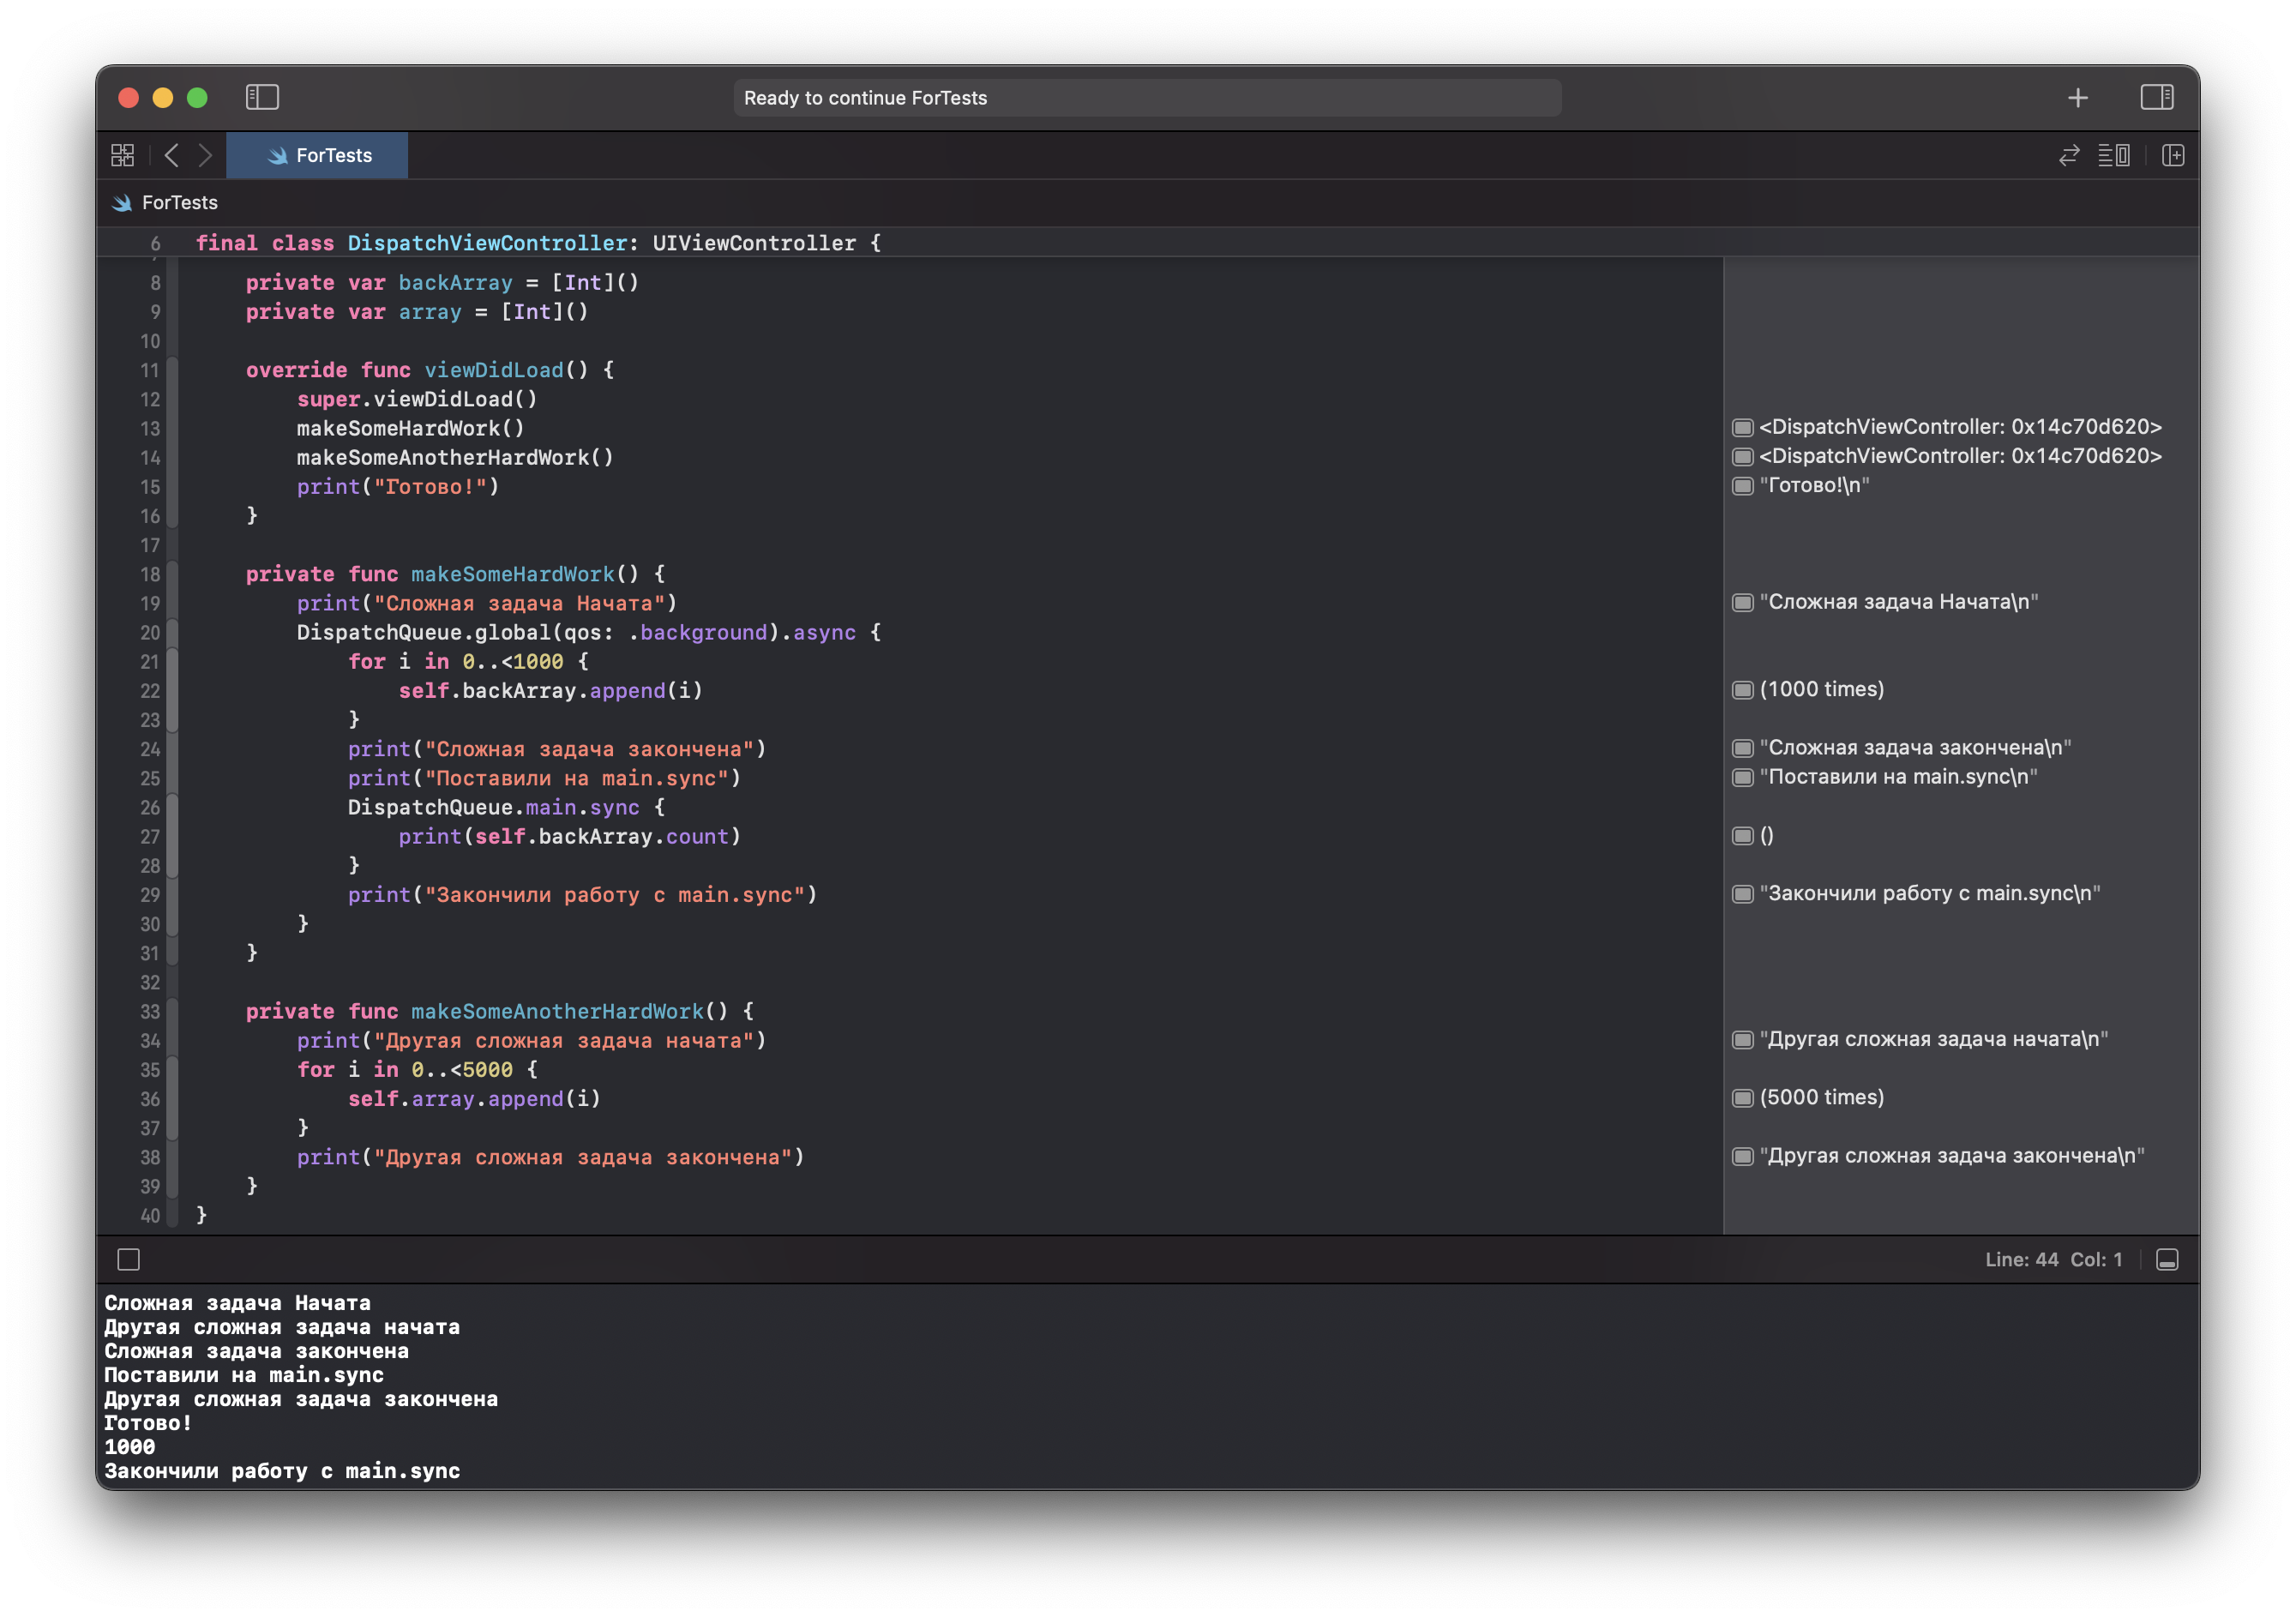 Ready to continue ForTests
ForTests
ForTests
6 final class DispatchViewController: UIViewController {
8 private var backArray = [Int]()
9 private var array = [Int]()
10
11 override func viewDidLoad() {
12 super.viewDidLoad()
13 makeSomeHardWork() <DispatchViewController: 0x14c70d620>
14 makeSomeAnotherHardWork() <DispatchViewController: 0x14c70d620>
15 print("Готово!") "Готово!\n"
16 }
17
18 private func makeSomeHardWork() {
19 print("Сложная задача Начата") "Сложная задача Начата\n"
20 DispatchQueue.global(qos: .background).async {
21 for i in 0..<1000 {
22 self.backArray.append(i) (1000 times)
23 }
24 print("Сложная задача закончена") "Сложная задача закончена\n"
25 print("Поставили на main.sync") "Поставили на main.sync\n"
26 DispatchQueue.main.sync {
27 print(self.backArray.count) ()
28 }
29 print("Закончили работу с main.sync") "Закончили работу с main.sync\n"
30 }
31 }
32
33 private func makeSomeAnotherHardWork() {
34 print("Другая сложная задача начата") "Другая сложная задача начата\n"
35 for i in 0..<5000 {
36 self.array.append(i) (5000 times)
37 }
38 print("Другая сложная задача закончена") "Другая сложная задача закончена\n"
39 }
40 }
Line: 44 Col: 1
Сложная задача Начата
Другая сложная задача начата
Сложная задача закончена
Поставили на main.sync
Другая сложная задача закончена
Готово!
1000
Закончили работу с main.sync